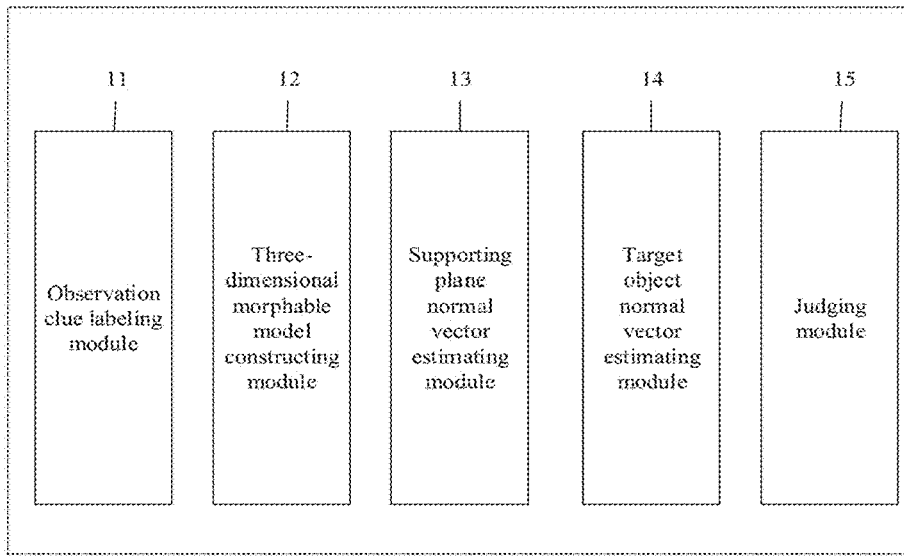 11 12 13 14 15
Observation
clue labeling
module
Three-
dimensional
morphable
model
constructing
module
Supporting
plane
normal
vector
estimating
module
Target
object
normal
vector
estimating
module
Judging
module